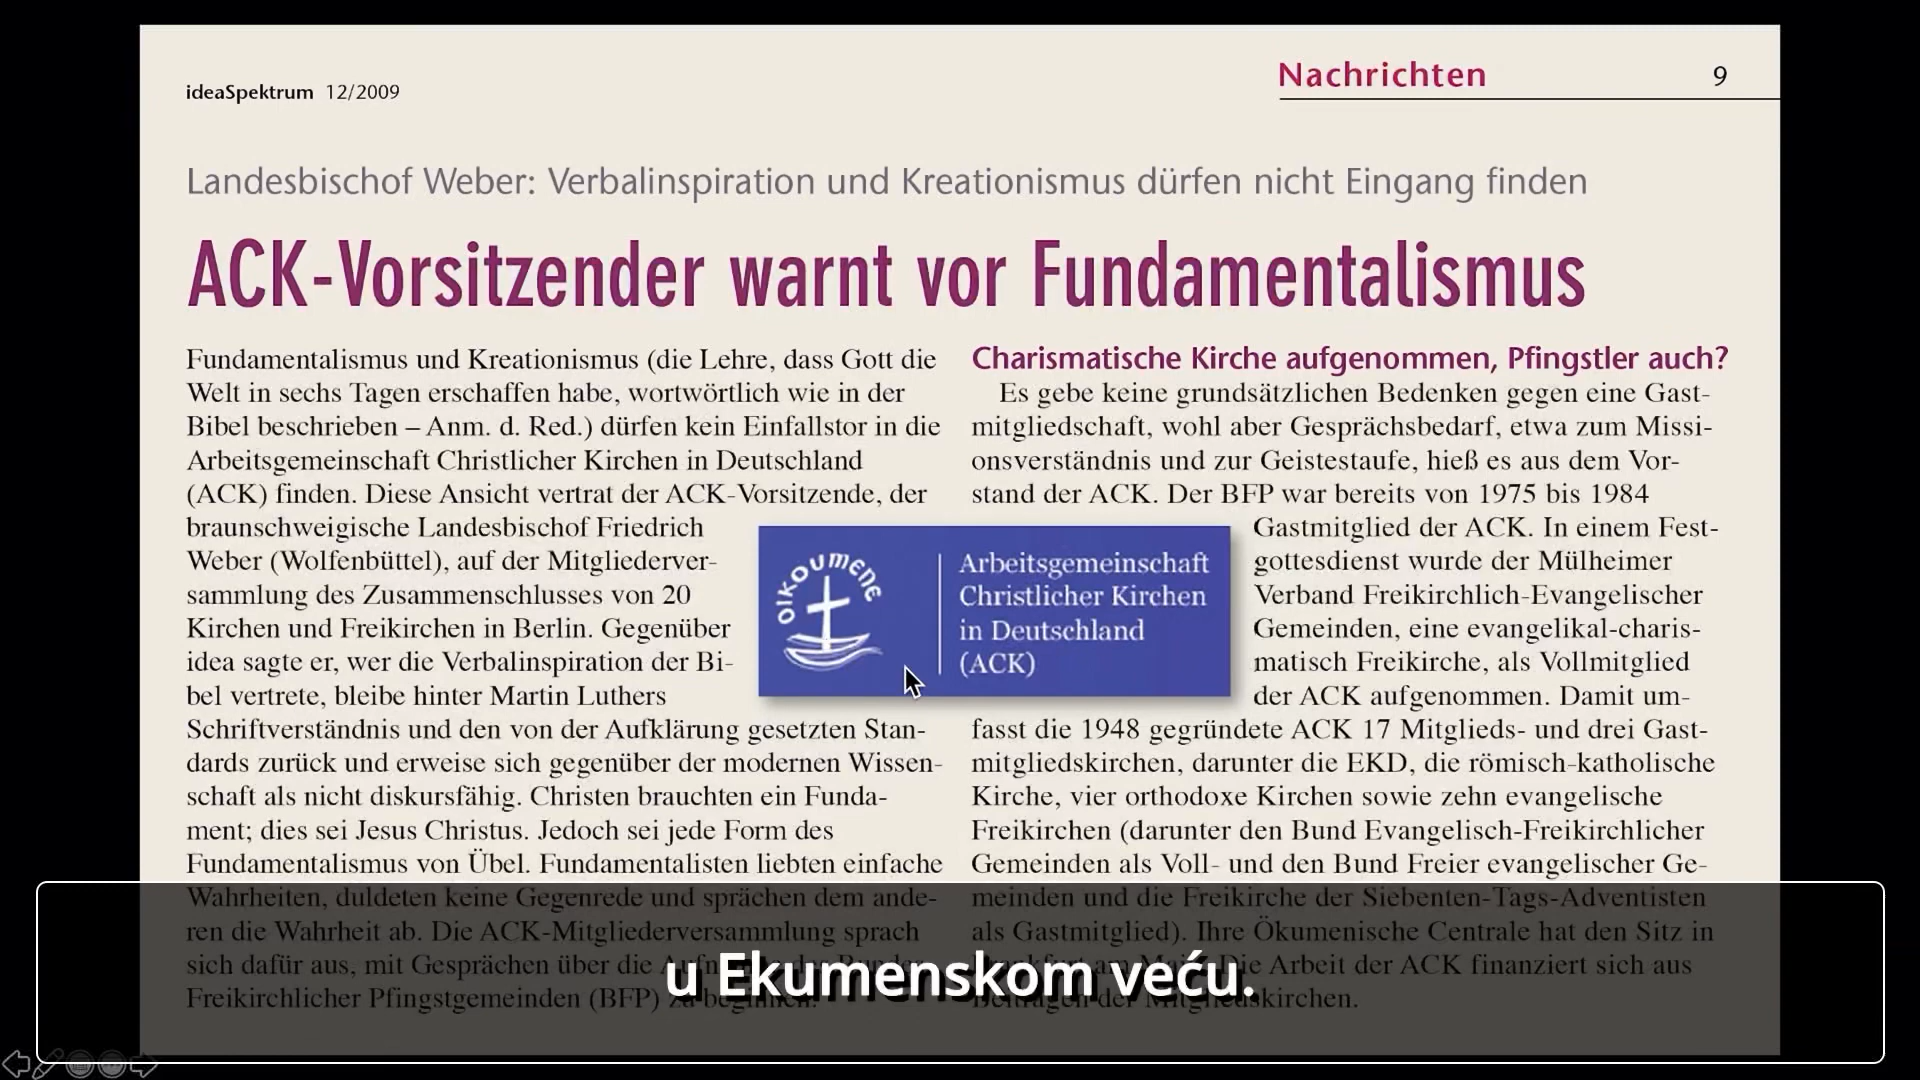 ideaSpektrum 12/2009
Nachrichten 9
Landesbischof Weber: Verbalinspiration und Kreationismus dürfen nicht Eingang finden
ACK-Vorsitzender warnt vor Fundamentalismus
Fundamentalismus und Kreationismus (die Lehre, dass Gott die
Welt in sechs Tagen erschaffen habe, wortwörtlich wie in der
Bibel beschrieben – Anm. d. Red.) dürfen kein Einfallstor in die
Arbeitsgemeinschaft Christlicher Kirchen in Deutschland
(ACK) finden. Diese Ansicht vertrat der ACK-Vorsitzende, der
braunschweigische Landesbischof Friedrich
Weber (Wolfenbüttel), auf der Mitgliederver-
sammlung des Zusammenschlusses von 20
Kirchen und Freikirchen in Berlin. Gegenüber
idea sagte er, wer die Verbalinspiration der Bi-
bel vertrete, bleibe hinter Martin Luthers
Schriftverständnis und den von der Aufklärung gesetzten Stan-
dards zurück und erweise sich gegenüber der modernen Wissen-
schaft als nicht diskursfähig. Christen brauchten ein Funda-
ment; dies sei Jesus Christus. Jedoch sei jede Form des
Fundamentalismus von Übel. Fundamentalisten liebten einfache
Wahrheiten, duldeten keine Gegenrede und sprächen dem ande-
ren die Wahrheit ab. Die ACK-Mitgliederversammlung sprach
sich dafür aus, mit Gesprächen über die
Freikirchlicher Pfingstgemeinden (BFP) zu beginnen.
Charismatische Kirche aufgenommen, Pfingstler auch?
Es gebe keine grundsätzlichen Bedenken gegen eine Gast-
mitgliedschaft, wohl aber Gesprächsbedarf, etwa zum Missi-
onsverständnis und zur Geistestaufe, hieß es aus dem Vor-
stand der ACK. Der BFP war bereits von 1975 bis 1984
Gastmitglied der ACK. In einem Fest-
gottesdienst wurde der Mülheimer
Verband Freikirchlich-Evangelischer
Gemeinden, eine evangelikal-charis-
matisch Freikirche, als Vollmitglied
der ACK aufgenommen. Damit um-
fasst die 1948 gegründete ACK 17 Mitglieds- und drei Gast-
mitgliedskirchen, darunter die EKD, die römisch-katholische
Kirche, vier orthodoxe Kirchen sowie zehn evangelische
Freikirchen (darunter den Bund Evangelisch-Freikirchlicher
Gemeinden als Voll- und den Bund Freier evangelischer Ge-
meinden und die Freikirche der Siebenten-Tags-Adventisten
als Gastmitglied). Ihre Ökumenische Centrale hat den Sitz in
am Die Arbeit der ACK finanziert sich aus
der Mitgliedskirchen.
OIKOUMENE
Arbeitsgemeinschaft
Christlicher Kirchen
in Deutschland
(ACK)
u Ekumenskom veću.